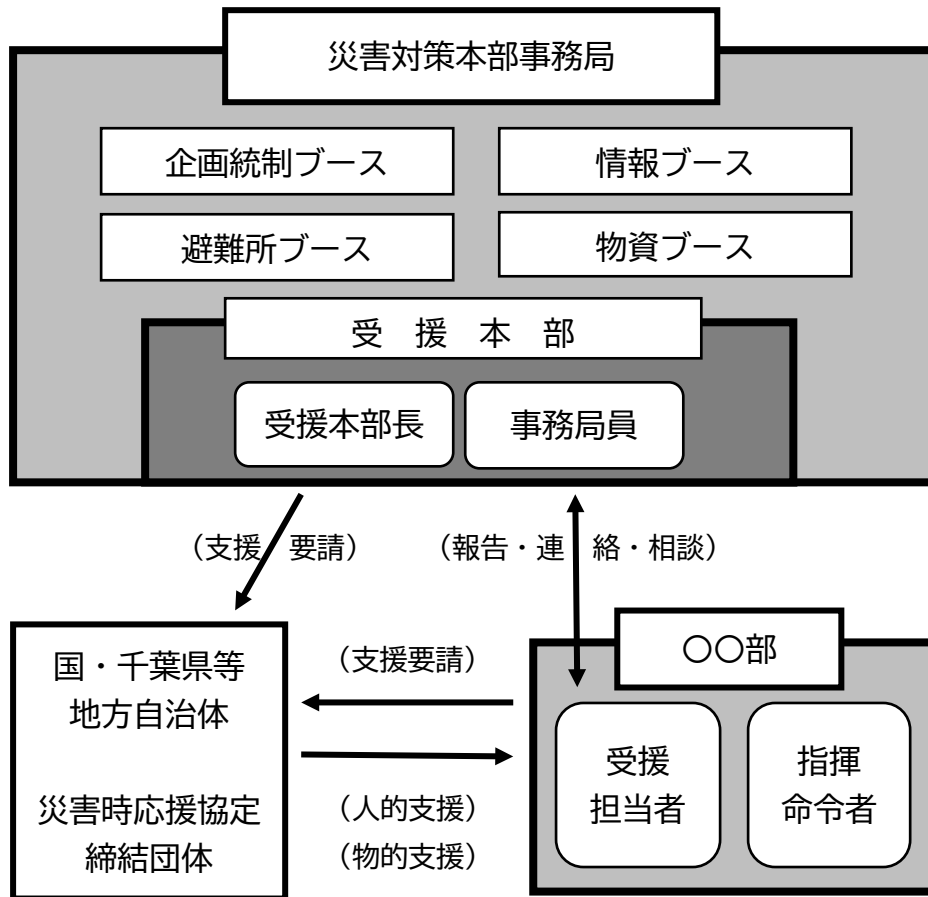 災害対策本部事務局
企画統制ブース
情報ブース
避難所ブース
物資ブース
受 援 本 部
受援本部長
事務局員
（支援 要請）
（報告・連 絡・相談）
国・千葉県等
地方自治体
災害時応援協定
締結団体
（支援要請）
（人的支援）
（物的支援）
〇〇部
受援
担当者
指揮
命令者